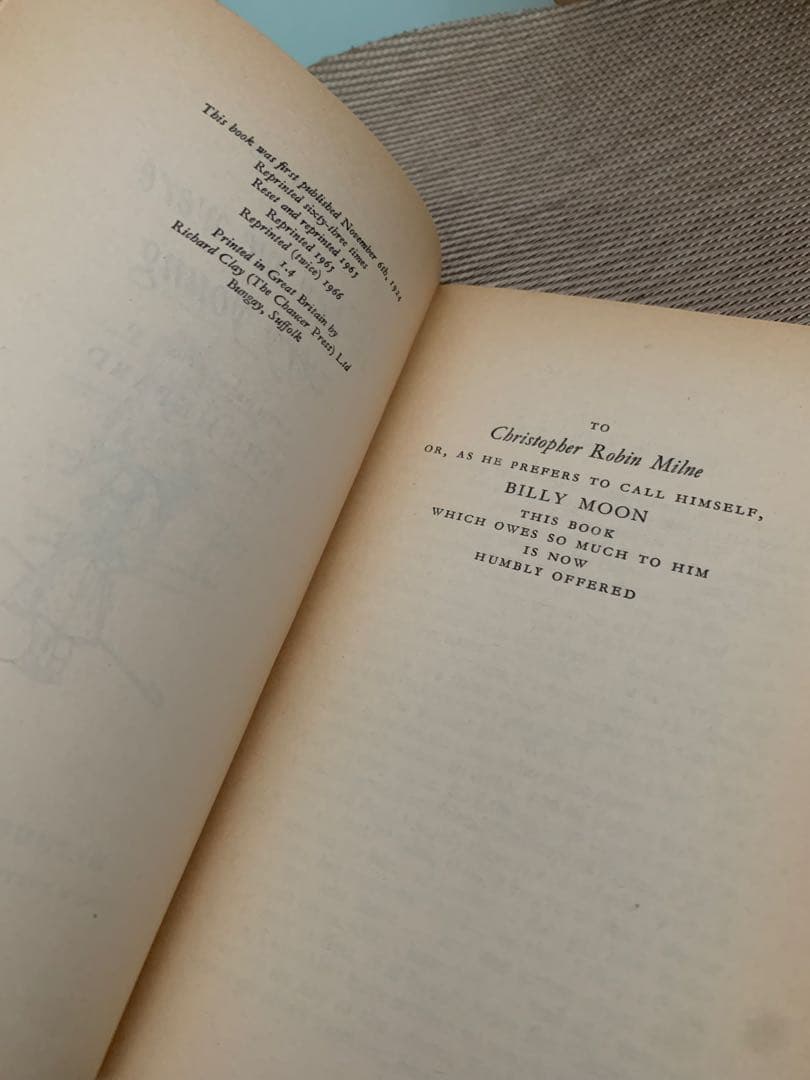 This book was first published November 6th, 1924
Reprinted sixty-three times
Reset and reprinted 1965
Reprinted 1965
Reprinted (twice) 1966
1.4
Printed in Great Britain by
Richard Clay (The Chaucer Press) Ltd
Bungay, Suffolk
TO
Christopher Robin Milne
OR, AS HE PREFERS TO CALL HIMSELF,
BILLY MOON
THIS BOOK
WHICH OWES SO MUCH TO HIM
IS NOW
HUMBLY OFFERED